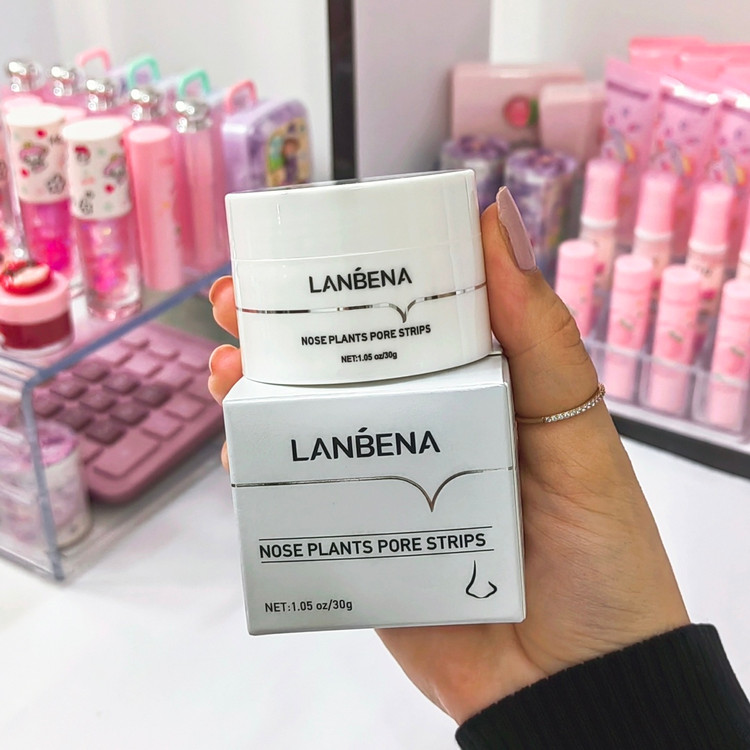 LANBENA
NOSE PLANTS PORE STRIPS
NET:1.05 oz/30g
LANBENA
NOSE PLANTS PORE STRIPS
NET:1.05 oz/30g